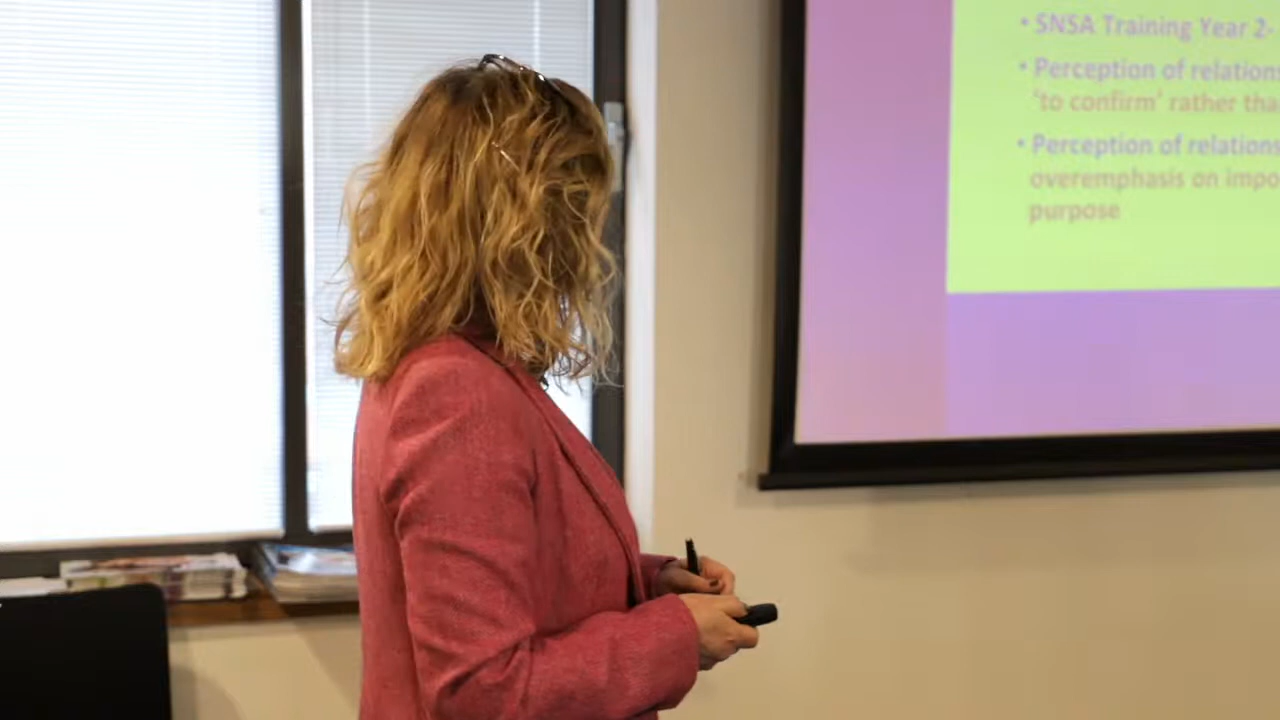 • SNSA Training Year 2-
• Perception of relations
'to confirm' rather tha
• Perception of relations
overemphasis on impo
purpose